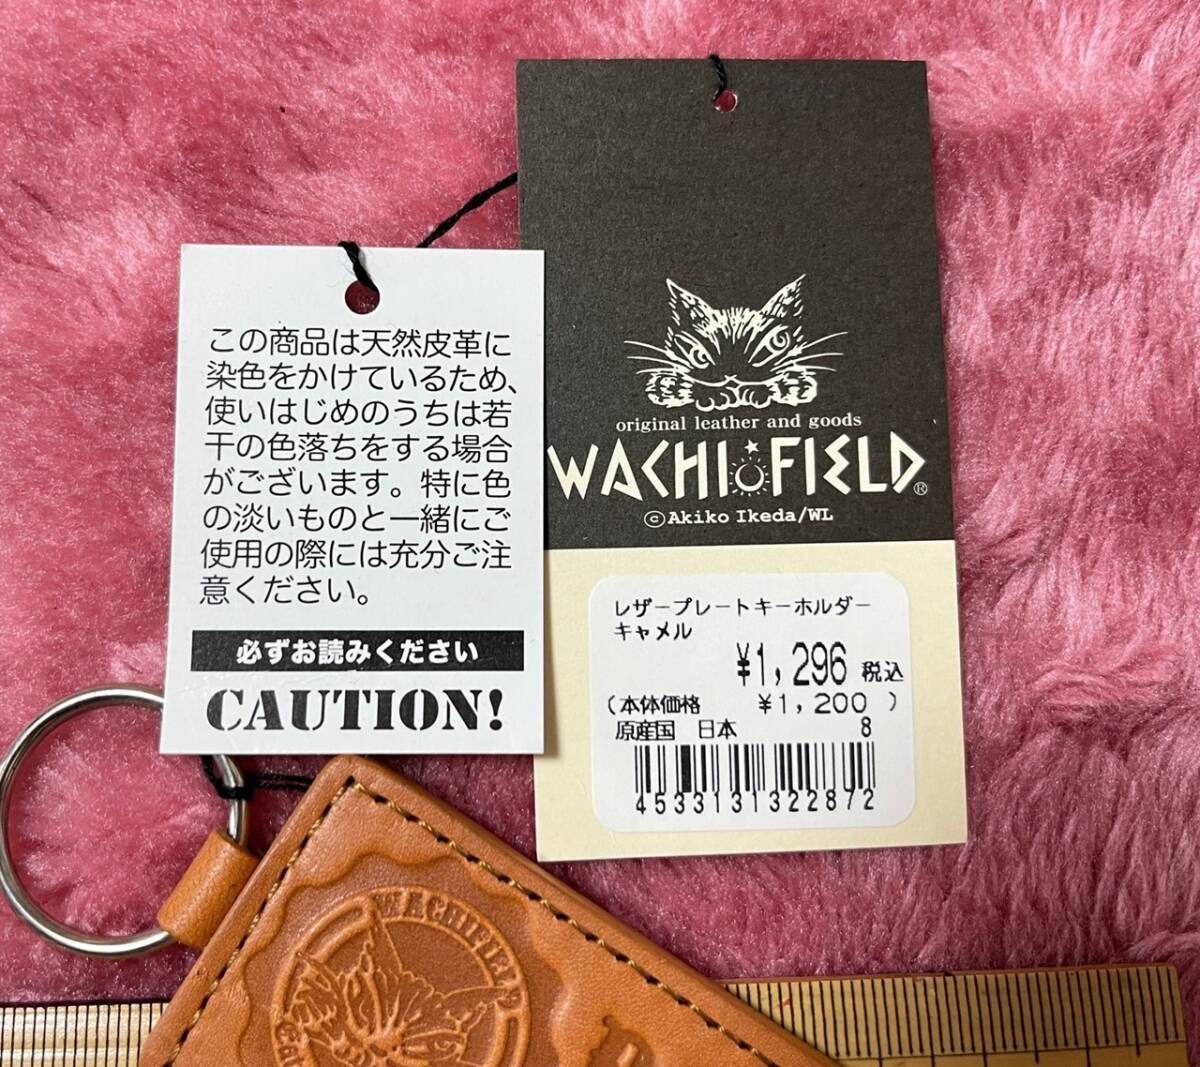 この商品は天然皮革に
染色をかけているため、
使いはじめのうちは若
干の色落ちをする場合
がございます。特に色
の淡いものと一緒にご
使用の際には充分ご注
意ください。
必ずお読みください
CAUTION!
original leather and goods
WACHI FIELD®
©Akiko Ikeda/WL
レザープレートキーホルダー
キャメル
¥1,296 税込
(本体価格 ¥1,200 )
原産国 日本 8
4533131322872
WACHIFIELD